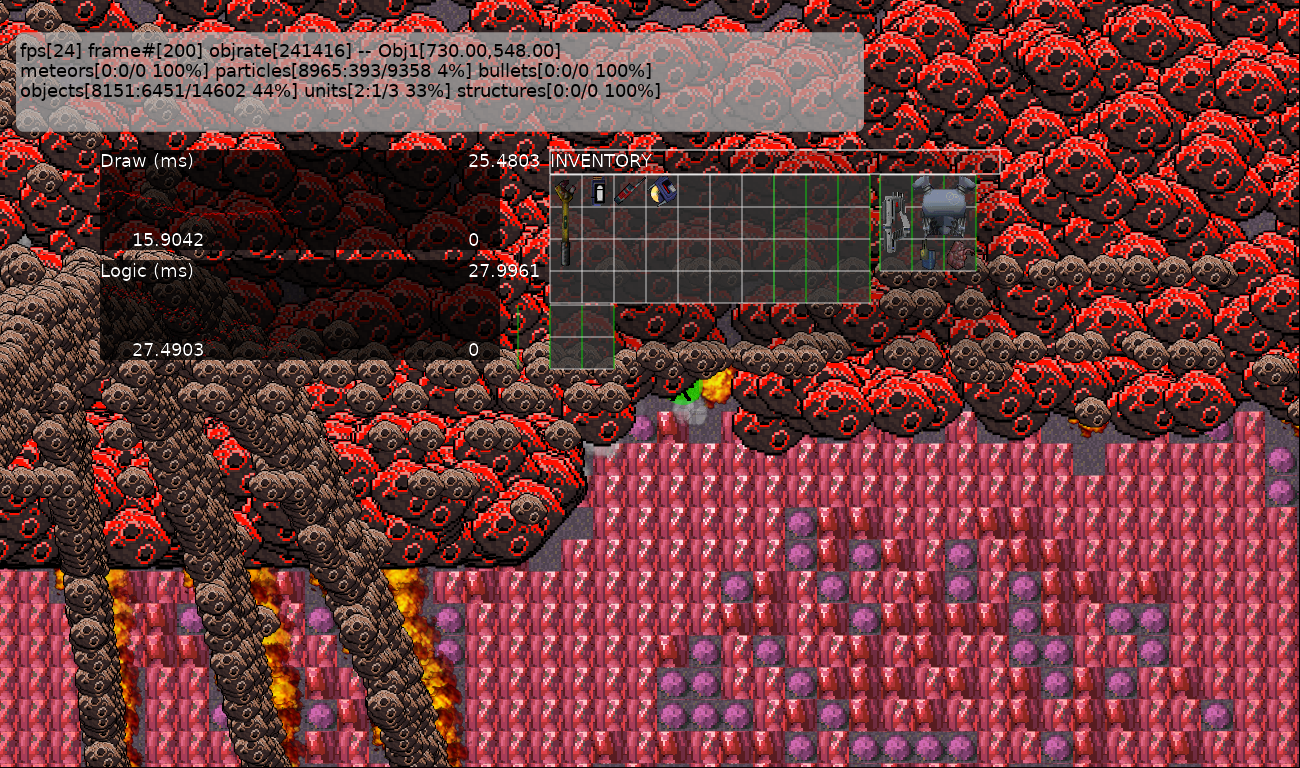 fps[24] frame#[200] objrate[241416] -- Obj1[730.00,548.00]
meteors[0:0/0 100%] particles[8965:393/9358 4%] bullets[0:0/0 100%]
objects[8151:6451/14602 44%] units[2:1/3 33%] structures[0:0/0 100%]
Draw (ms) 25.4803
15.9042 0
INVENTORY
Logic (ms) 27.9961
27.4903 0